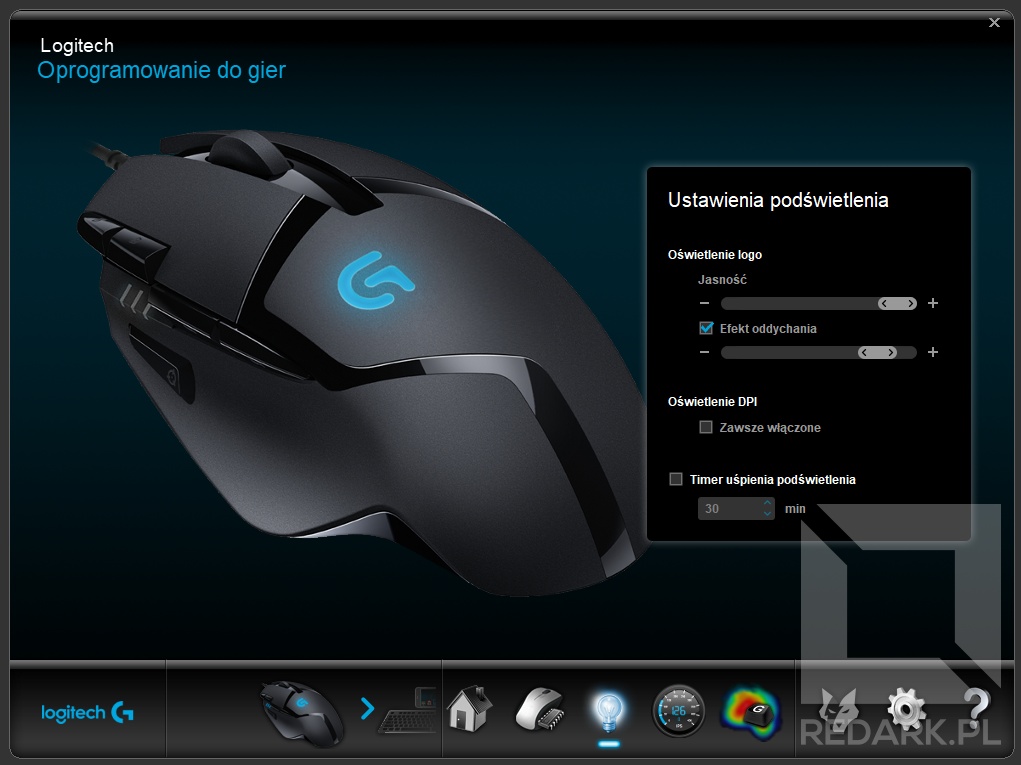 Logitech
Oprogramowanie do gier
Ustawienia podświetlenia
Oświetlenie logo
Jasność
Efekt oddychania
Oświetlenie DPI
Zawsze włączone
Timer uśpienia podświetlenia
30 min
logitech
126
REDARK.PL